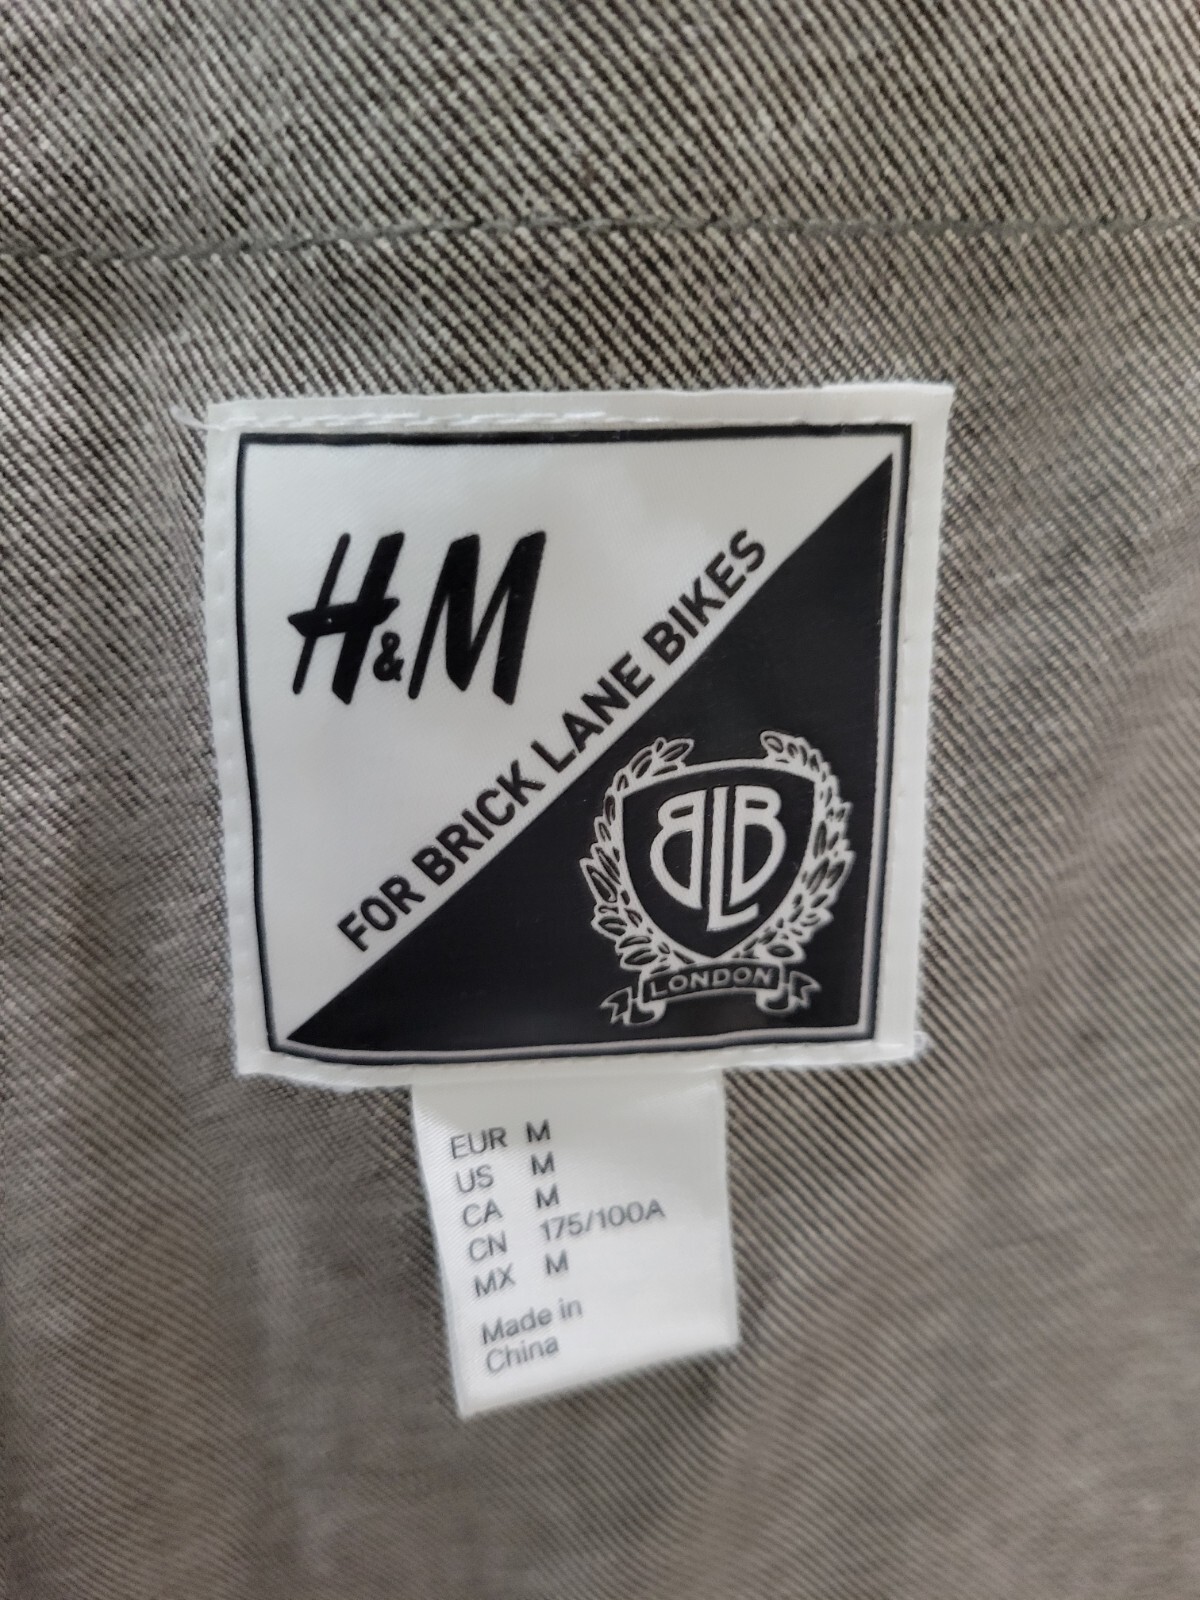 H&M
FOR BRICK LANE BIKES
BLB
LONDON
EUR M
US M
CA M
CN 175/100A
MX M
Made in
China